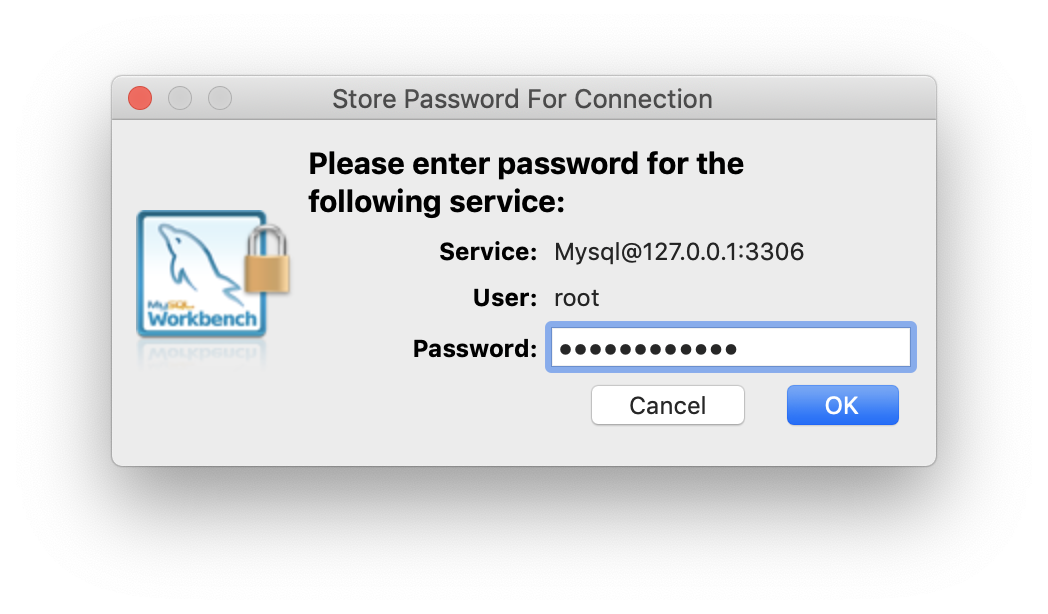 Store Password For Connection
Please enter password for the
following service:
Service: Mysql@127.0.0.1:3306
User: root
Password: ●●●●●●●●●●●●
MySQL
Workbench
Cancel
OK